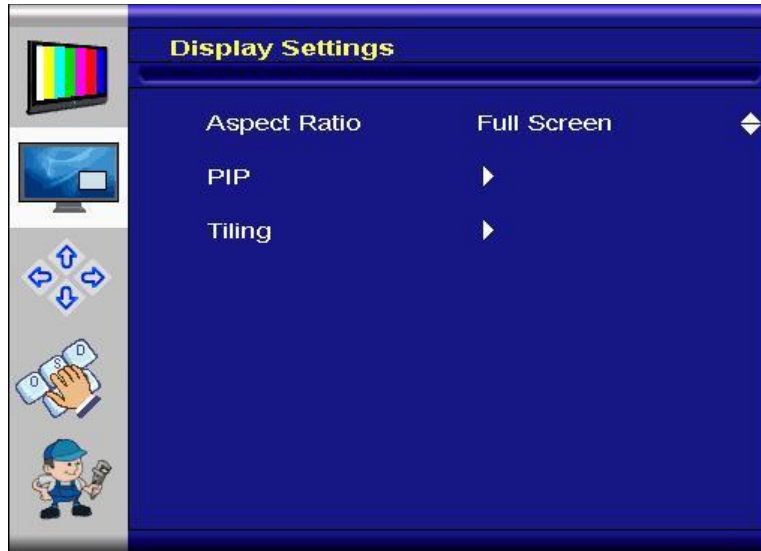 Display Settings
Aspect Ratio Full Screen
PIP
Tiling
O S D